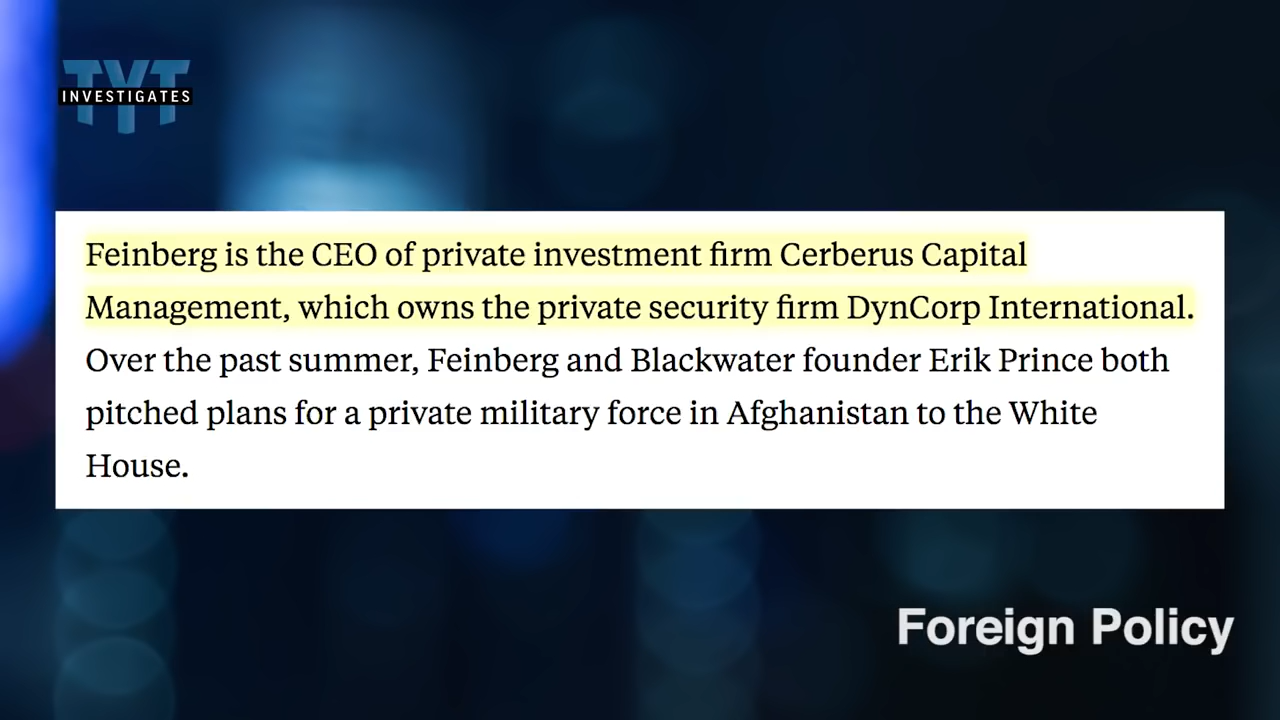 TYT
INVESTIGATES
Feinberg is the CEO of private investment firm Cerberus Capital
Management, which owns the private security firm DynCorp International.
Over the past summer, Feinberg and Blackwater founder Erik Prince both
pitched plans for a private military force in Afghanistan to the White
House.
Foreign Policy